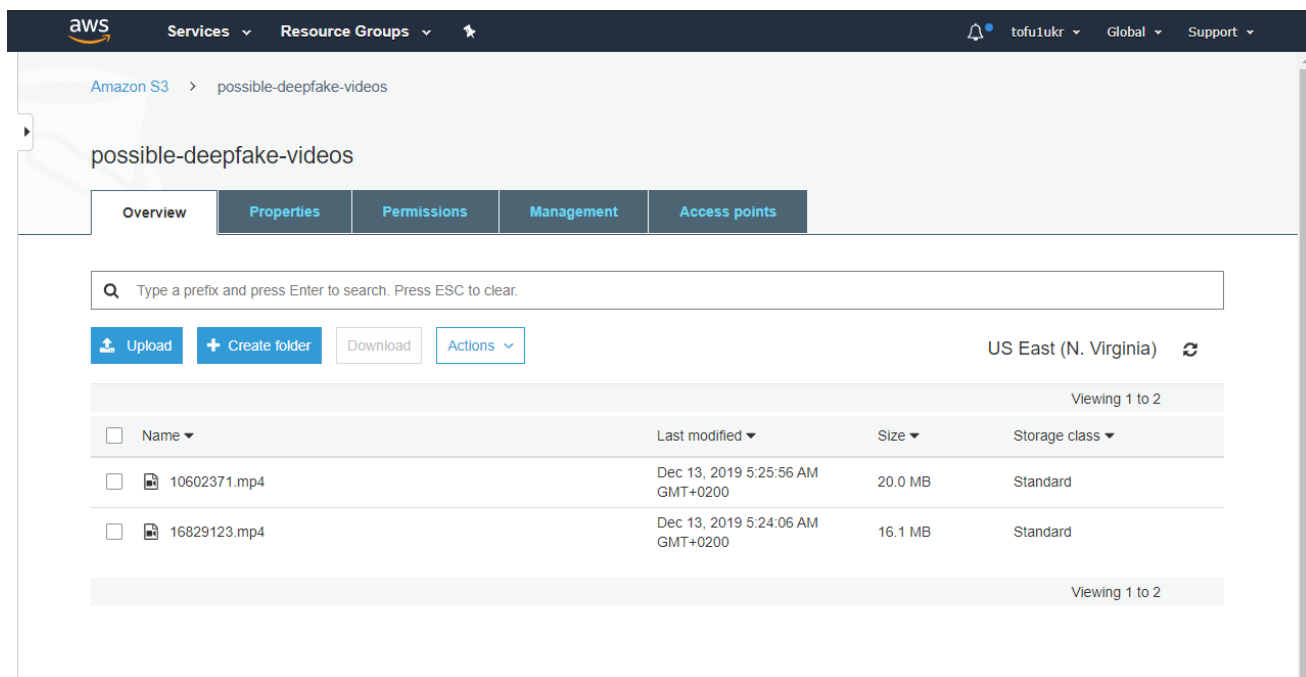 aws Services Resource Groups tofu1ukr Global Support
Amazon S3 > possible-deepfake-videos
possible-deepfake-videos
Overview Properties Permissions Management Access points
Type a prefix and press Enter to search. Press ESC to clear.
Upload Create folder Download Actions US East (N. Virginia)
Viewing 1 to 2
Name Last modified Size Storage class
10602371.mp4 Dec 13, 2019 5:25:56 AM GMT+0200 20.0 MB Standard
16829123.mp4 Dec 13, 2019 5:24:06 AM GMT+0200 16.1 MB Standard
Viewing 1 to 2